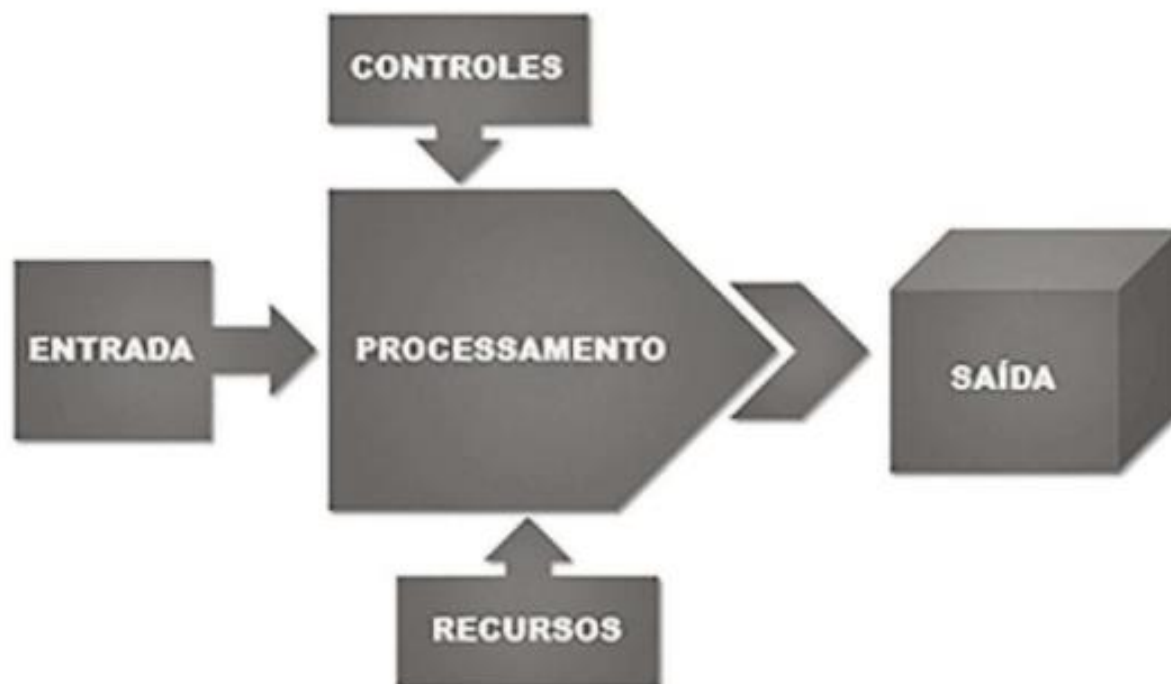 CONTROLES
ENTRADA
PROCESSAMENTO
SAÍDA
RECURSOS